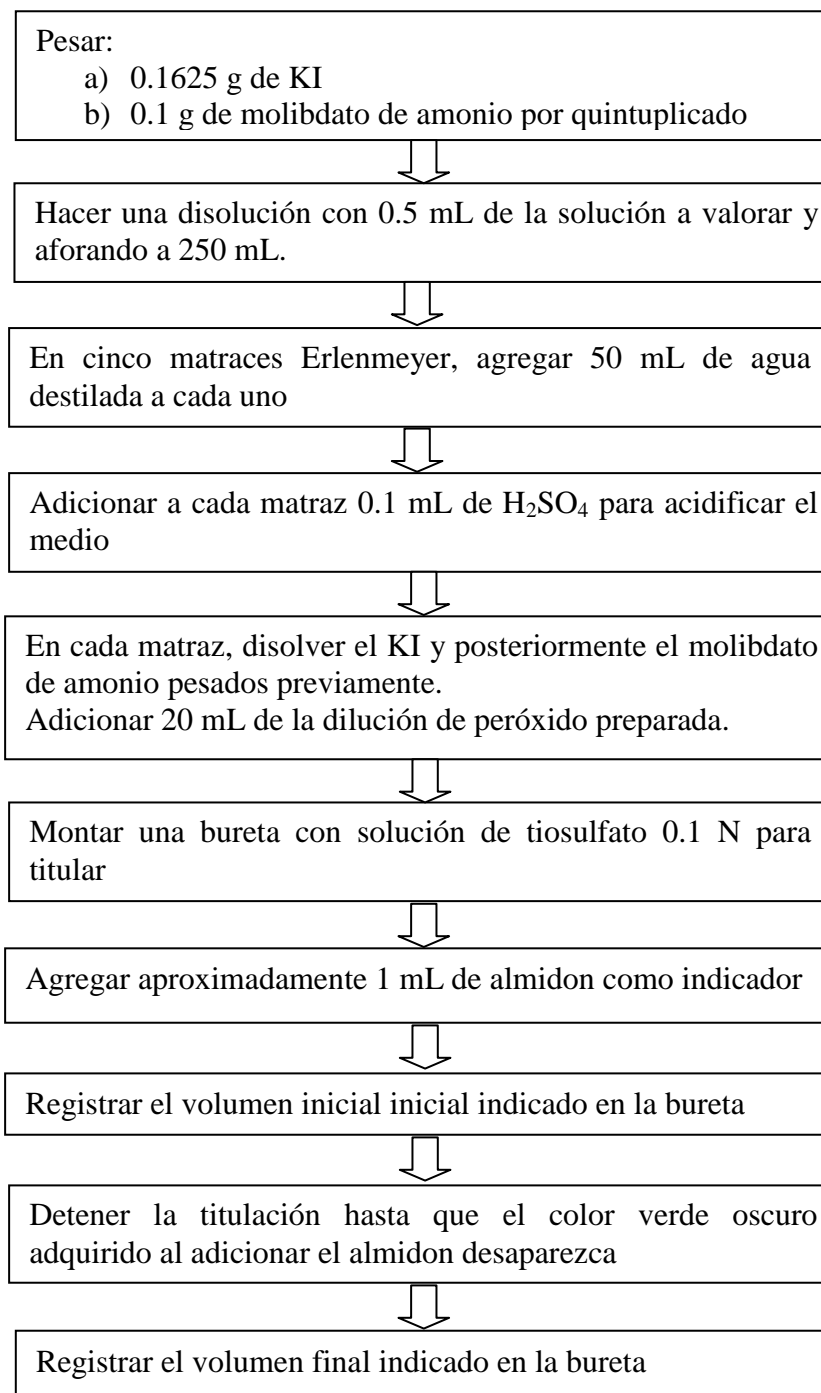 Pesar:
a) 0.1625 g de KI
b) 0.1 g de molibdato de amonio por quintuplicado
Hacer una disolución con 0.5 mL de la solución a valorar y
aforando a 250 mL.
En cinco matraces Erlenmeyer, agregar 50 mL de agua
destilada a cada uno
Adicionar a cada matraz 0.1 mL de H₂SO₄ para acidificar el
medio
En cada matraz, disolver el KI y posteriormente el molibdato
de amonio pesados previamente.
Adicionar 20 mL de la dilución de peróxido preparada.
Montar una bureta con solución de tiosulfato 0.1 N para
titular
Agregar aproximadamente 1 mL de almidon como indicador
Registrar el volumen inicial inicial indicado en la bureta
Detener la titulación hasta que el color verde oscuro
adquirido al adicionar el almidon desaparezca
Registrar el volumen final indicado en la bureta